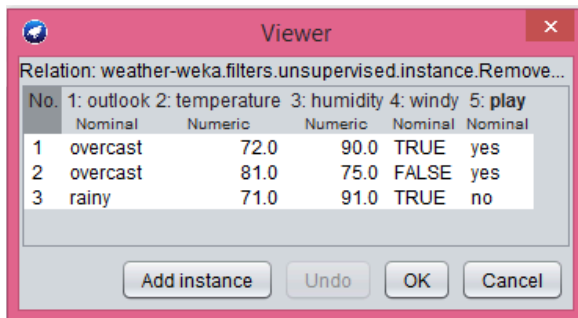 Viewer
Relation: weather-weka.filters.unsupervised.instance.Remove...
No. 1: outlook 2: temperature 3: humidity 4: windy 5: play
Nominal Numeric Numeric Nominal Nominal
1 overcast 72.0 90.0 TRUE yes
2 overcast 81.0 75.0 FALSE yes
3 rainy 71.0 91.0 TRUE no
Add instance Undo OK Cancel